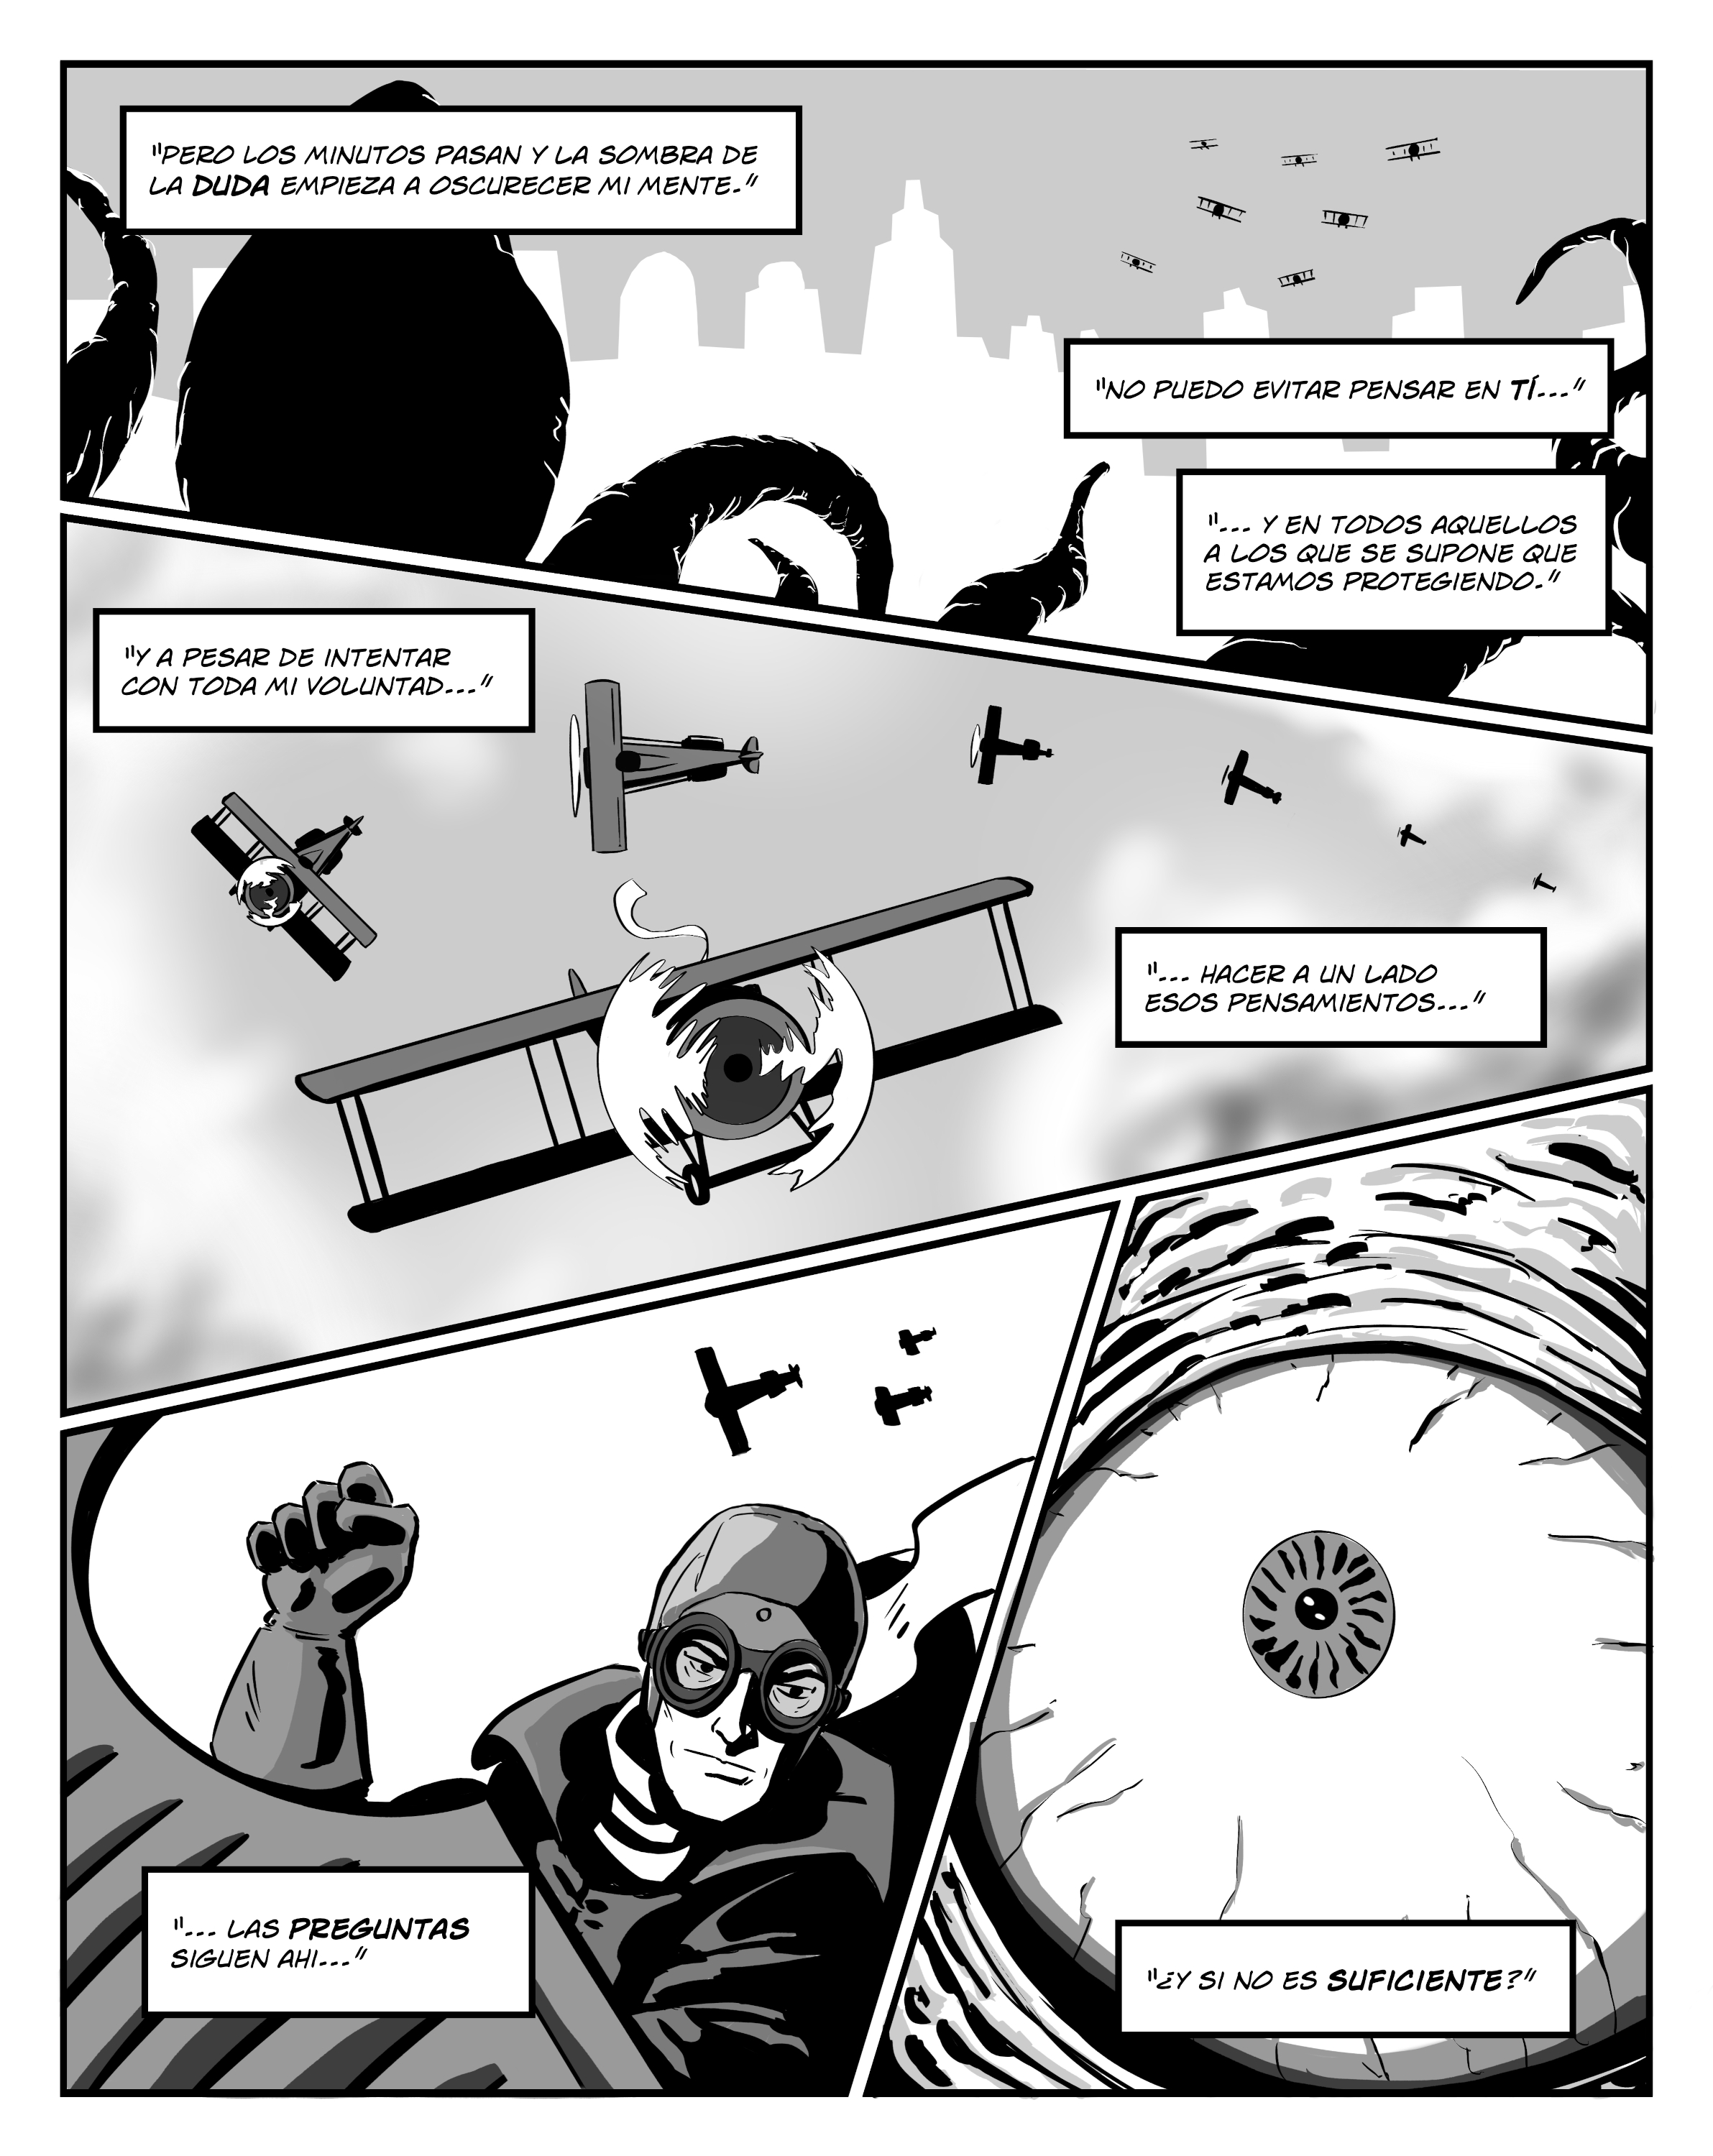 "PERO LOS MINUTOS PASAN Y LA SOMBRA DE
LA DUDA EMPIEZA A OSCURECER MI MENTE."
"NO PUEDO EVITAR PENSAR EN TÍ..."
"... Y EN TODOS AQUELLOS
A LOS QUE SE SUPONE QUE
ESTAMOS PROTEGIENDO."
"Y A PESAR DE INTENTAR
CON TODA MI VOLUNTAD..."
"... HACER A UN LADO
ESOS PENSAMIENTOS..."
"... LAS PREGUNTAS
SIGUEN AHI..."
"¿Y SI NO ES SUFICIENTE?"